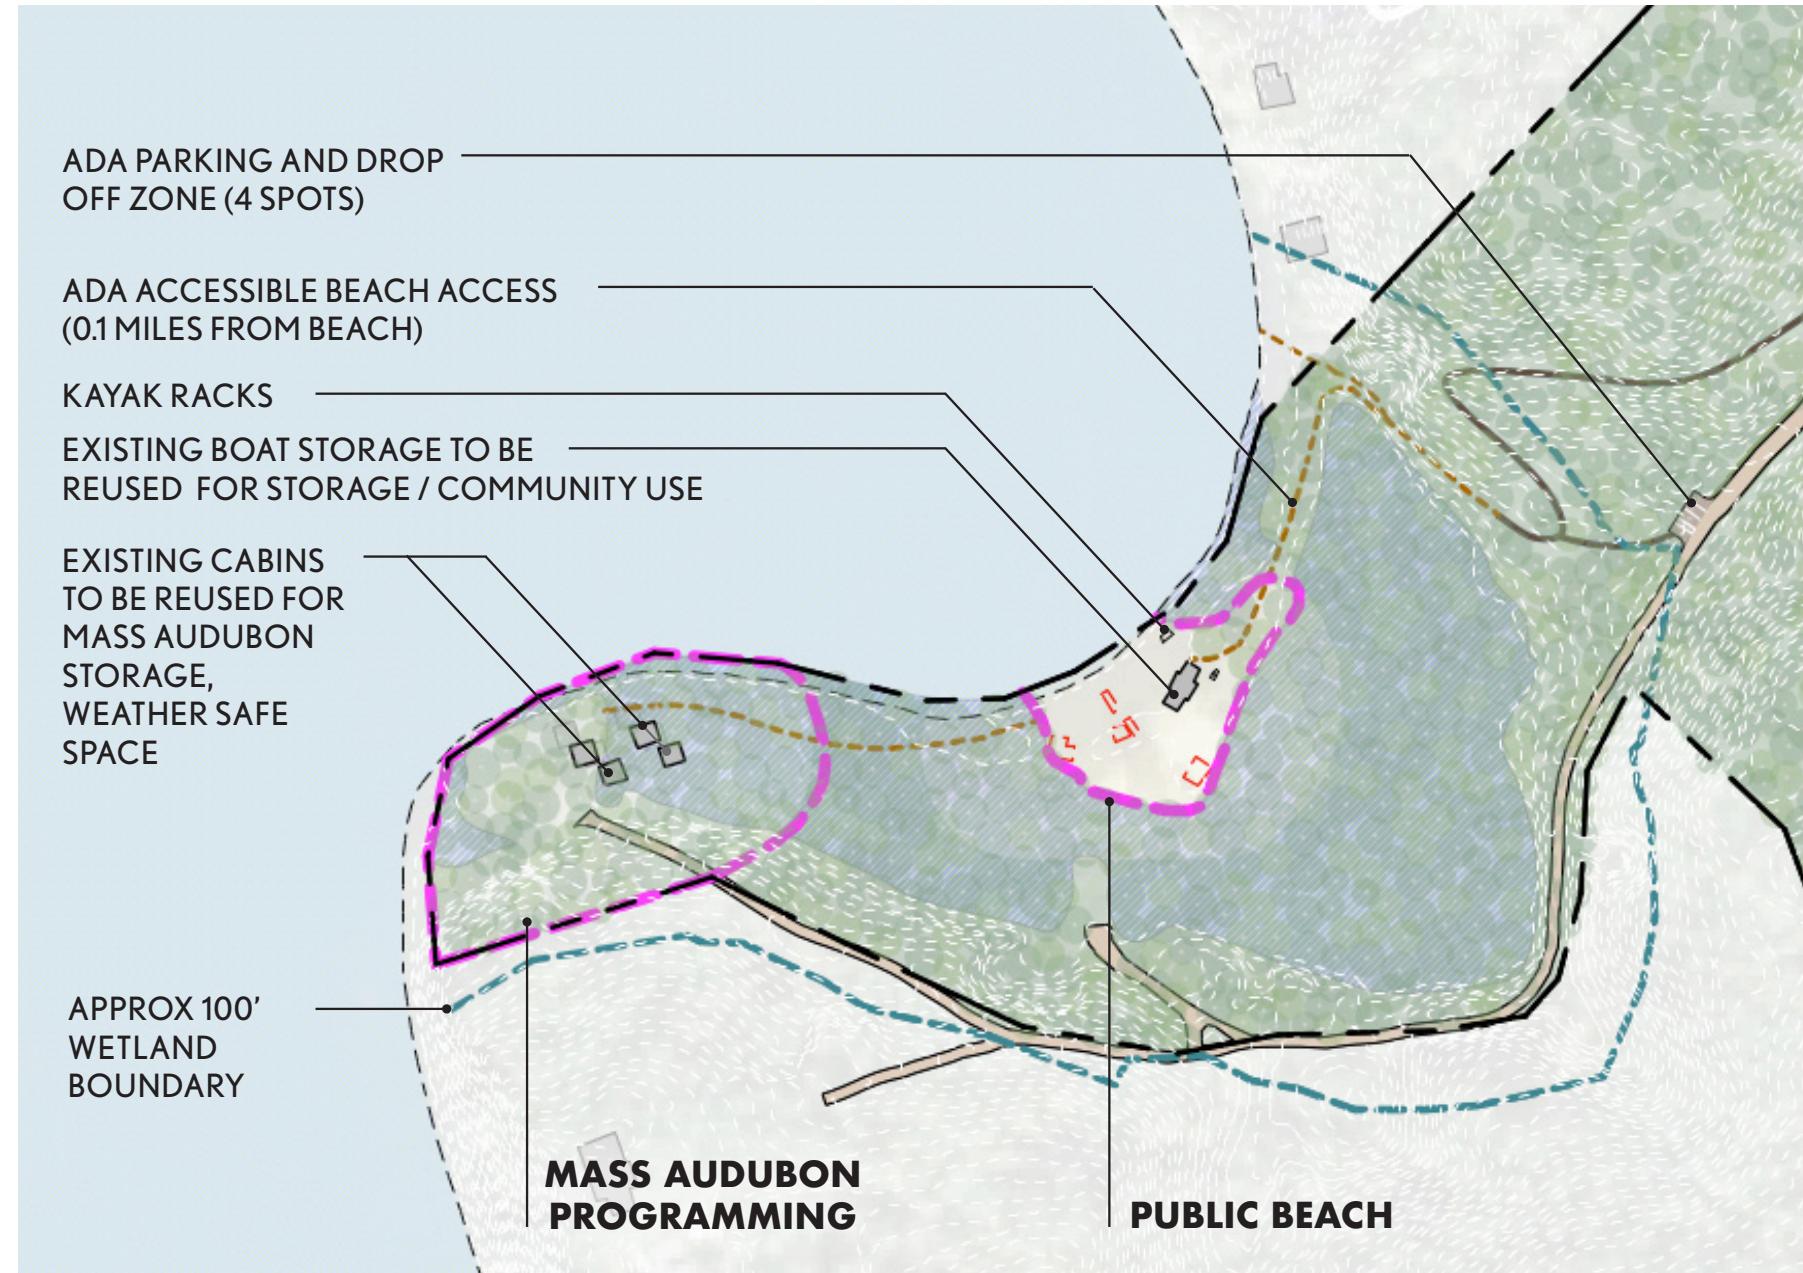 ADA PARKING AND DROP
OFF ZONE (4 SPOTS)
ADA ACCESSIBLE BEACH ACCESS
(0.1 MILES FROM BEACH)
KAYAK RACKS
EXISTING BOAT STORAGE TO BE
REUSED FOR STORAGE / COMMUNITY USE
EXISTING CABINS
TO BE REUSED FOR
MASS AUDUBON
STORAGE,
WEATHER SAFE
SPACE
APPROX 100’
WETLAND
BOUNDARY
MASS AUDUBON
PROGRAMMING
PUBLIC BEACH